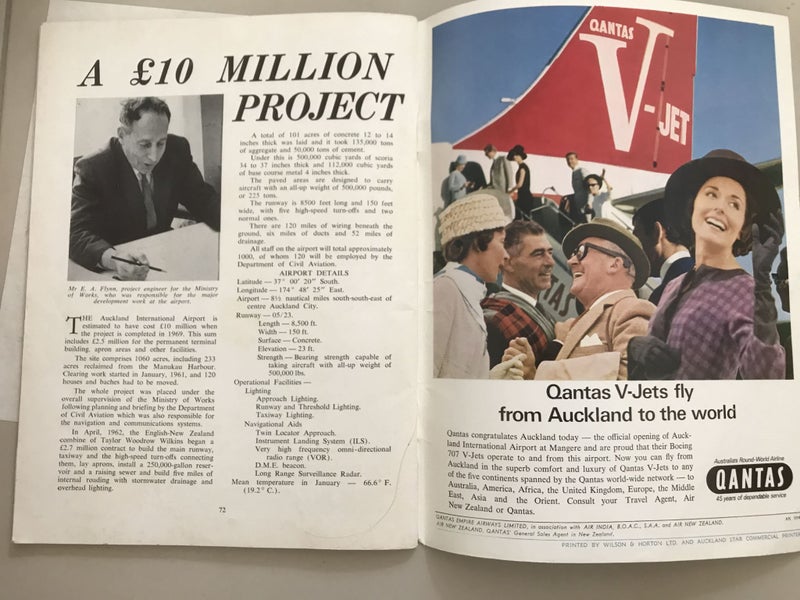 A £10 MILLION
PROJECT
Mr E. A. Flynn, project engineer for the Ministry
of Works, who was responsible for the major
development work at the airport.
THE Auckland International Airport is
estimated to have cost £10 million when
the project is completed in 1969. This sum
includes £2.5 million for the permanent terminal
building, apron areas and other facilities.
The site comprises 1060 acres, including 233
acres reclaimed from the Manukau Harbour.
Clearing work started in January, 1961, and 120
houses and baches had to be moved.
The whole project was placed under the
overall supervision of the Ministry of Works
following planning and briefing by the Department
of Civil Aviation which was also responsible for
the navigation and communications systems.
In April, 1962, the English-New Zealand
combine of Taylor Woodrow Wilkins began a
£2.7 million contract to build the main runway,
taxiway and the high-speed turn-offs connecting
them, lay aprons, install a 250,000-gallon reser-
voir and a raising sewer and build five miles of
internal roading with stormwater drainage and
overhead lighting.
A total of 101 acres of concrete 12 to 14
inches thick was laid and it took 135,000 tons
of aggregate and 50,000 tons of cement.
Under this is 500,000 cubic yards of scoria
34 to 37 inches thick and 112,000 cubic yards
of base course metal 4 inches thick.
The paved areas are designed to carry
aircraft with an all-up weight of 500,000 pounds,
or 225 tons.
The runway is 8500 feet long and 150 feet
wide, with five high-speed turn-offs and two
normal ones.
There are 120 miles of wiring beneath the
ground, six miles of ducts and 52 miles of
drainage.
All staff on the airport will total approximately
1000, of whom 120 will be employed by the
Department of Civil Aviation.
AIRPORT DETAILS
Latitude — 37° 00' 20" South.
Longitude — 174° 48' 25" East.
Airport — 8½ nautical miles south-south-east of
centre Auckland City.
Runway — 05/23.
Length — 8,500 ft.
Width — 150 ft.
Surface — Concrete.
Elevation — 23 ft.
Strength — Bearing strength capable of
taking aircraft with all-up weight of
500,000 lbs.
Operational Facilities —
Lighting
Approach Lighting.
Runway and Threshold Lighting.
Taxiway Lighting.
Navigational Aids
Twin Locator Approach.
Instrument Landing System (ILS).
Very high frequency omni-directional
radio range (VOR).
D.M.E. beacon.
Long Range Surveillance Radar.
Mean temperature in January — 66.6° F.
(19.2° C.).
72
QANTAS
V-JET
Qantas V-Jets fly
from Auckland to the world
Qantas congratulates Auckland today — the official opening of Auck-
land International Airport at Mangere and are proud that their Boeing
707 V-Jets operate to and from this airport. Now you can fly from
Auckland in the superb comfort and luxury of Qantas V-Jets to any
of the five continents spanned by the Qantas world-wide network — to
Australia, America, Africa, the United Kingdom, Europe, the Middle
East, Asia and the Orient. Consult your Travel Agent, Air
New Zealand or Qantas.
Australia's Round-World Airline
QANTAS
45 years of dependable service
QANTAS EMPIRE AIRWAYS LIMITED, in association with AIR INDIA, B.O.A.C., S.A.A. and AIR NEW ZEALAND.
AIR NEW ZEALAND, QANTAS' General Sales Agent in New Zealand.
PRINTED BY WILSON & HORTON LTD. AND AUCKLAND STAR COMMERCIAL PRINTER